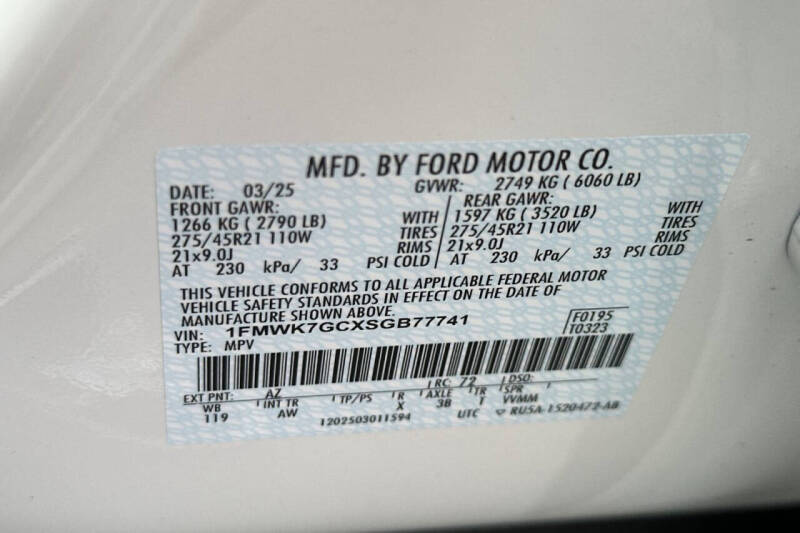 MFD. BY FORD MOTOR CO.
DATE: 03/25 GVWR: 2749 KG ( 6060 LB)
FRONT GAWR: REAR GAWR:
1266 KG ( 2790 LB) WITH 1597 KG ( 3520 LB) WITH
275/45R21 110W TIRES 275/45R21 110W TIRES
21x9.0J RIMS 21x9.0J RIMS
AT 230 kPa/ 33 PSI COLD AT 230 kPa/ 33 PSI COLD
THIS VEHICLE CONFORMS TO ALL APPLICABLE FEDERAL MOTOR
VEHICLE SAFETY STANDARDS IN EFFECT ON THE DATE OF
MANUFACTURE SHOWN ABOVE.
VIN: 1FMWK7GCXSGB77741 F0195
TYPE: MPV T0323
EXT PNT: AZ RC: 72 DSO:
WB INT TR TP/PS R AXLE TR SPR
119 AW X 3B T VVMM
1202503011594 UTC RU5A-1520472-AB